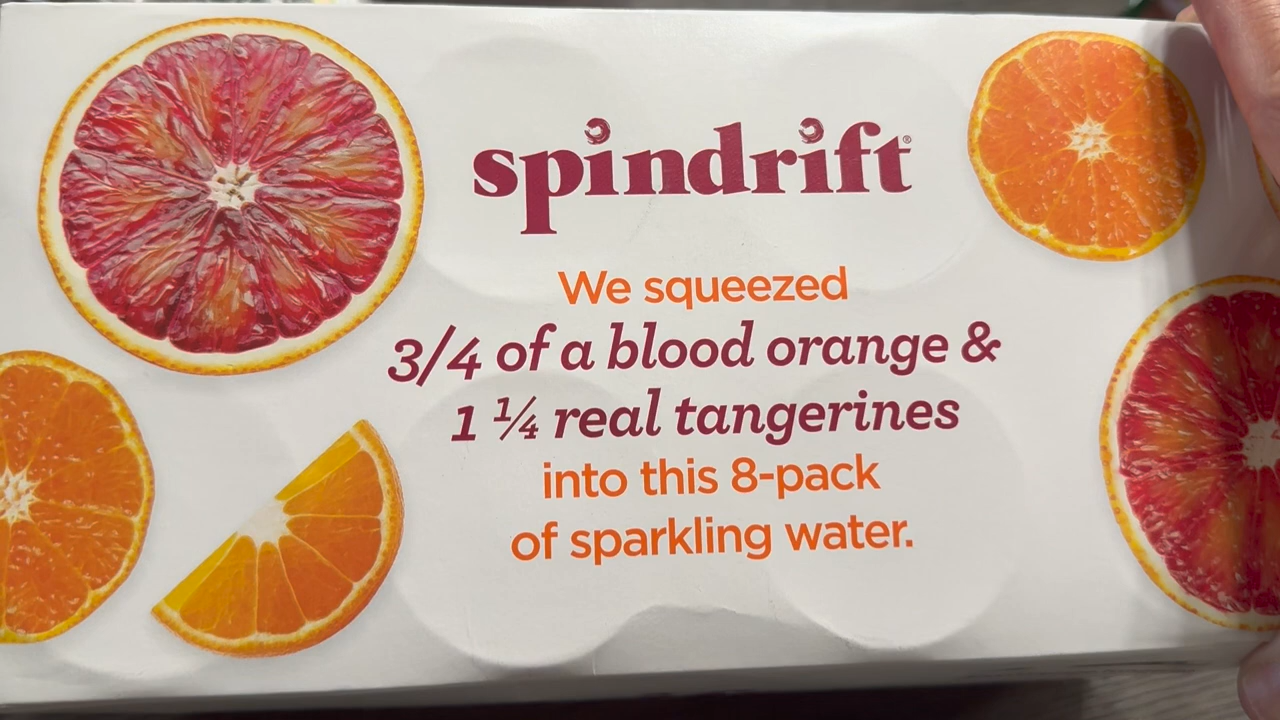 spindrift®
We squeezed
3/4 of a blood orange &
1 ¼ real tangerines
into this 8-pack
of sparkling water.